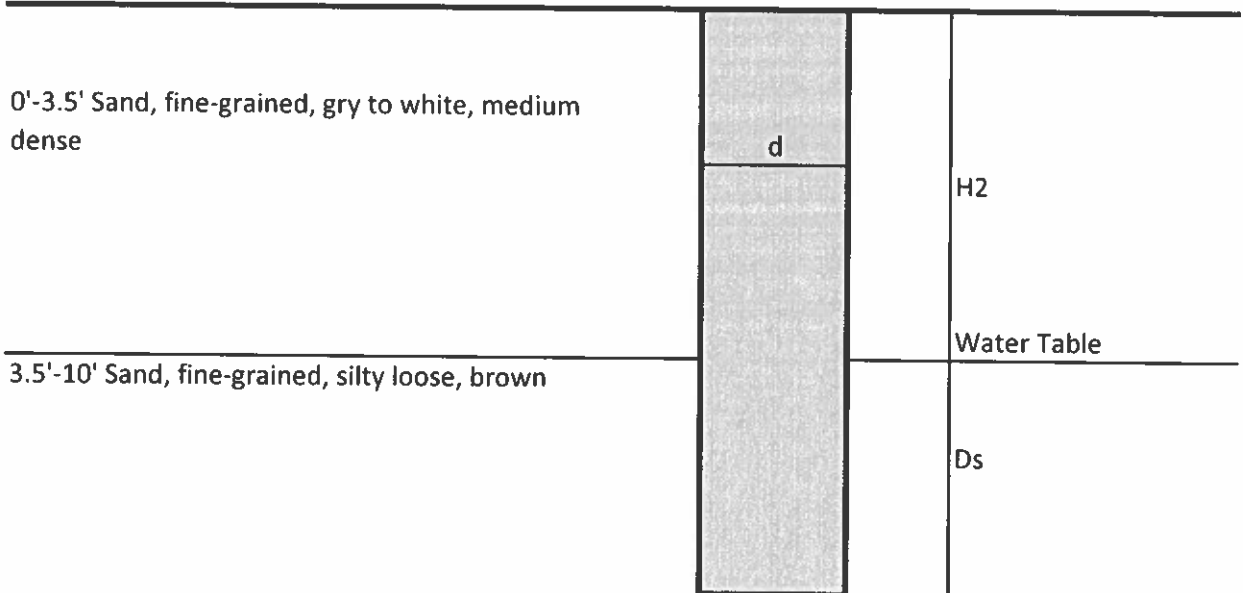 0'-3.5' Sand, fine-grained, gry to white, medium
dense
d
H2
Water Table
3.5'-10' Sand, fine-grained, silty loose, brown
Ds